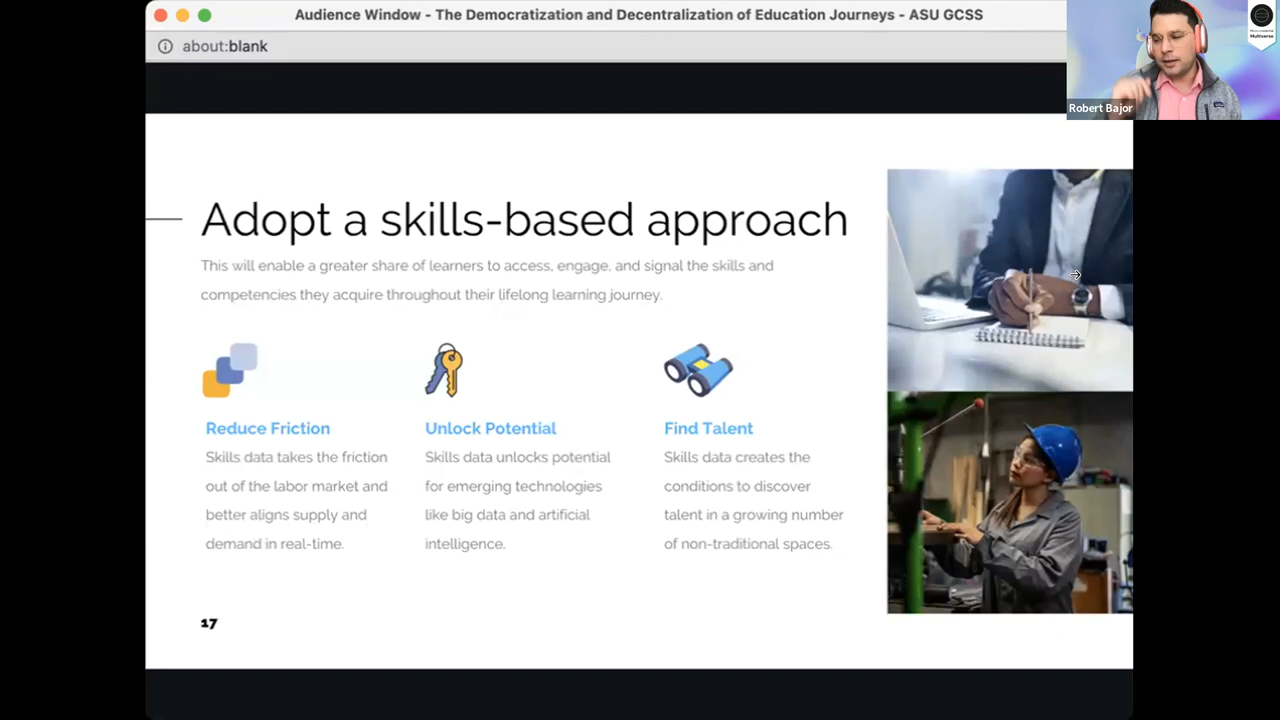 Audience Window - The Democratization and Decentralization of Education Journeys - ASU GCSS
about:blank
Robert Bajor
Multiverse
Adopt a skills-based approach
This will enable a greater share of learners to access, engage, and signal the skills and
competencies they acquire throughout their lifelong learning journey.
Reduce Friction
Skills data takes the friction
out of the labor market and
better aligns supply and
demand in real-time.
Unlock Potential
Skills data unlocks potential
for emerging technologies
like big data and artificial
intelligence.
Find Talent
Skills data creates the
conditions to discover
talent in a growing number
of non-traditional spaces.
17